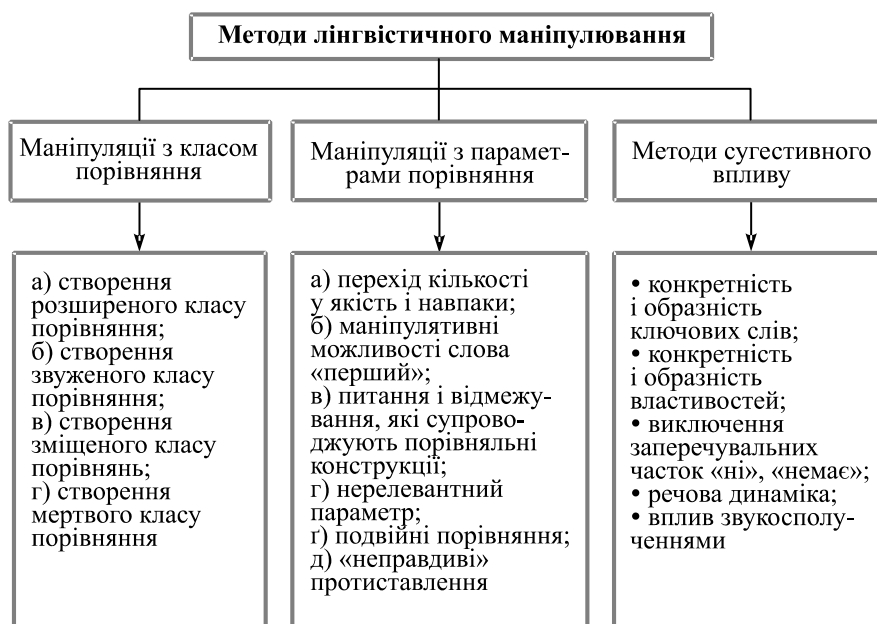 Методи лінгвістичного маніпулювання
Маніпуляції з класом
порівняння
Маніпуляції з парамет-
рами порівняння
Методи сугестивного
впливу
а) створення
розширеного класу
порівняння;
б) створення
звуженого класу
порівняння;
в) створення
зміщеного класу
порівнянь;
г) створення
мертвого класу
порівняння
а) перехід кількості
у якість і навпаки;
б) маніпулятивні
можливості слова
«перший»;
в) питання і відмежу-
вання, які супрово-
джують порівняльні
конструкції;
г) нерелевантний
параметр;
ґ) подвійні порівняння;
д) «неправдиві»
протиставлення
• конкретність
і образність
ключових слів;
• конкретність
і образність
властивостей;
• виключення
заперечувальних
часток «ні», «немає»;
• речова динаміка;
• вплив звукосполу-
ченнями